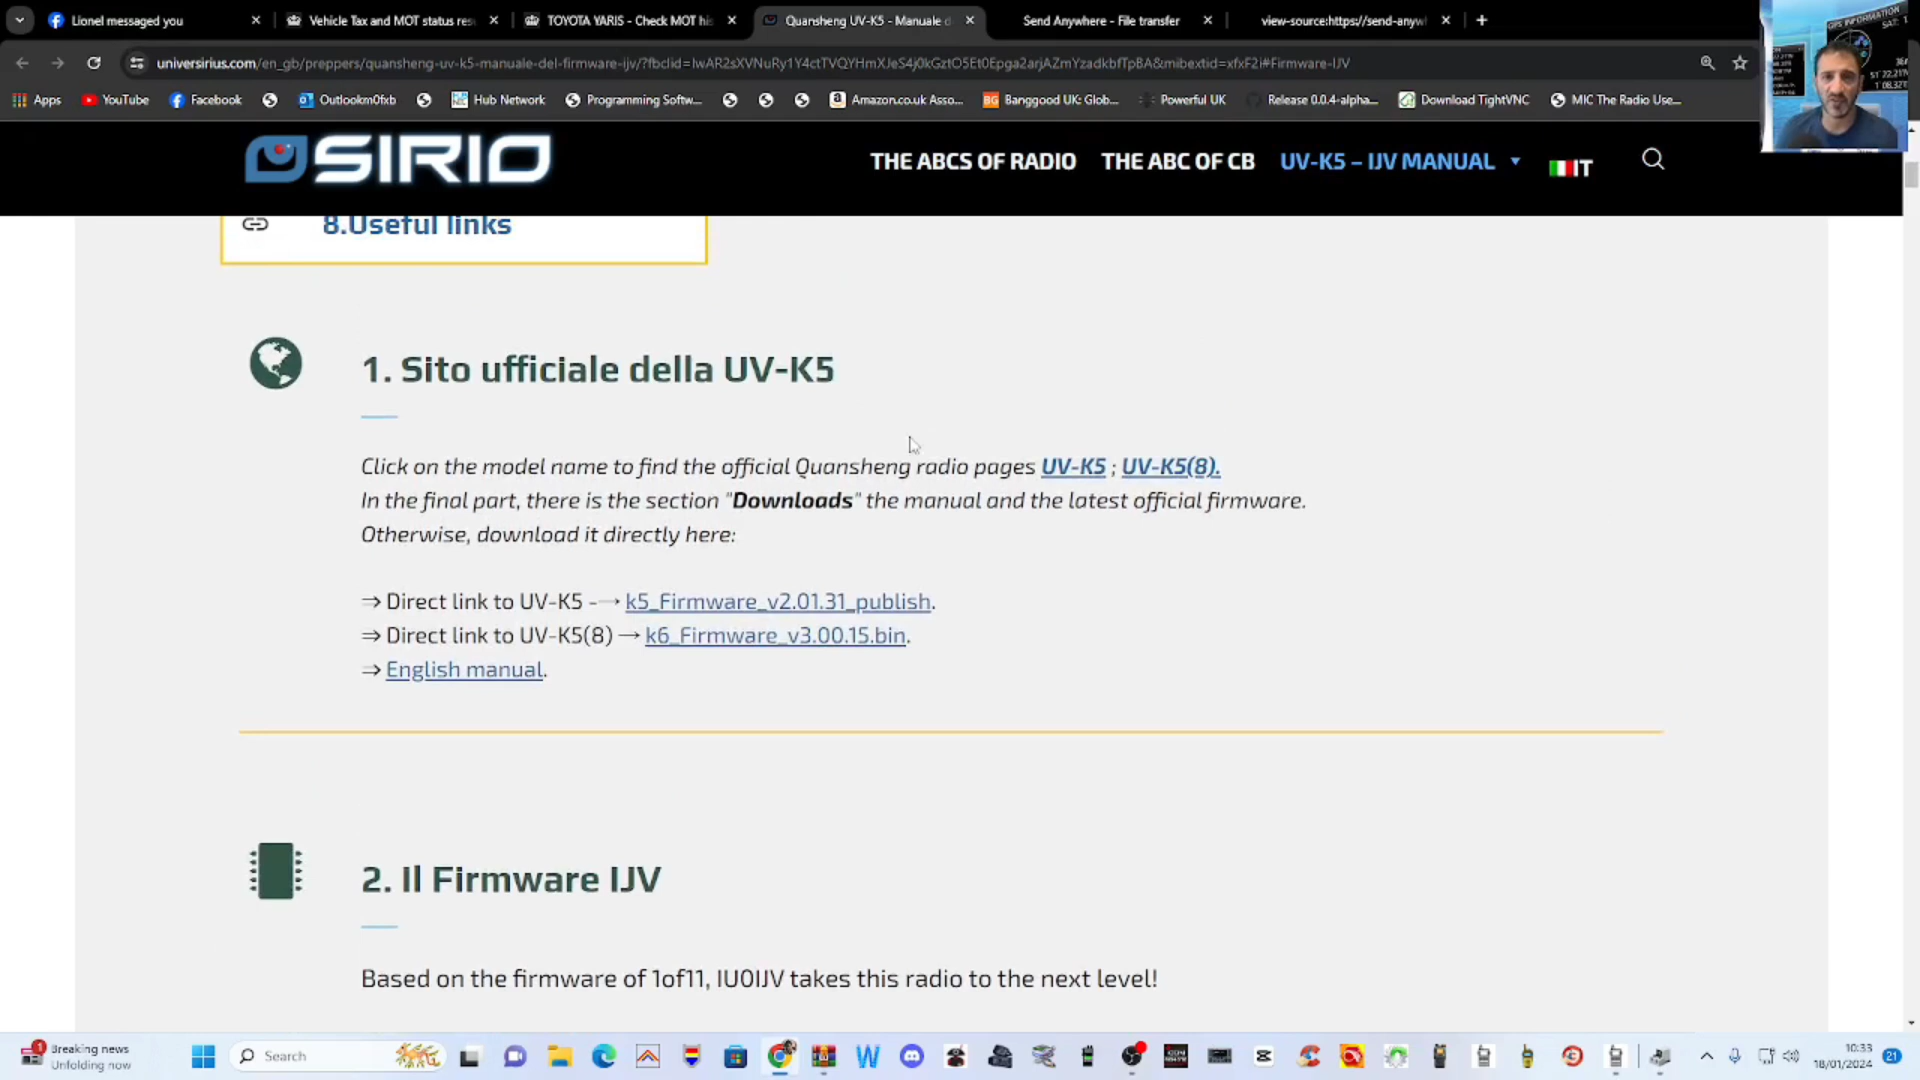 Lionel messaged you
Vehicle Tax and MOT status res
TOYOTA YARIS - Check MOT his
Quansheng UV-K5 - Manuale d
Send Anywhere - File transfer
view-source:https://send-anyw
universirius.com/en_gb/preppers/quansheng-uv-k5-manuale-del-firmware-ijv/?fbclid=IwAR2sXVNuRy1Y4ctTVQYHmXJeS4j0kGztO5Et0Epga2arjAZmYzadkbfTpBA&mibextid=xfxF2i#Firmware-IJV
Apps
YouTube
Facebook
Outlookm0fxb
Hub Network
Programming Softw...
Amazon.co.uk Asso...
Banggood UK: Glob...
Powerful UK
Release 0.0.4-alpha...
Download TightVNC
MIC The Radio Use...
GPS INFORMATION
SAT:
SIRIO
THE ABCS OF RADIO
THE ABC OF CB
UV-K5 – IJV MANUAL
IT
8.Useful links
1. Sito ufficiale della UV-K5
Click on the model name to find the official Quansheng radio pages UV-K5 ; UV-K5(8).
In the final part, there is the section "Downloads" the manual and the latest official firmware.
Otherwise, download it directly here:
⇒ Direct link to UV-K5 -→ k5_Firmware_v2.01.31_publish.
⇒ Direct link to UV-K5(8) → k6_Firmware_v3.00.15.bin.
⇒ English manual.
2. Il Firmware IJV
Based on the firmware of 1of11, IU0IJV takes this radio to the next level!
1
Breaking news
Unfolding now
Search
10:33
18/01/2024
21